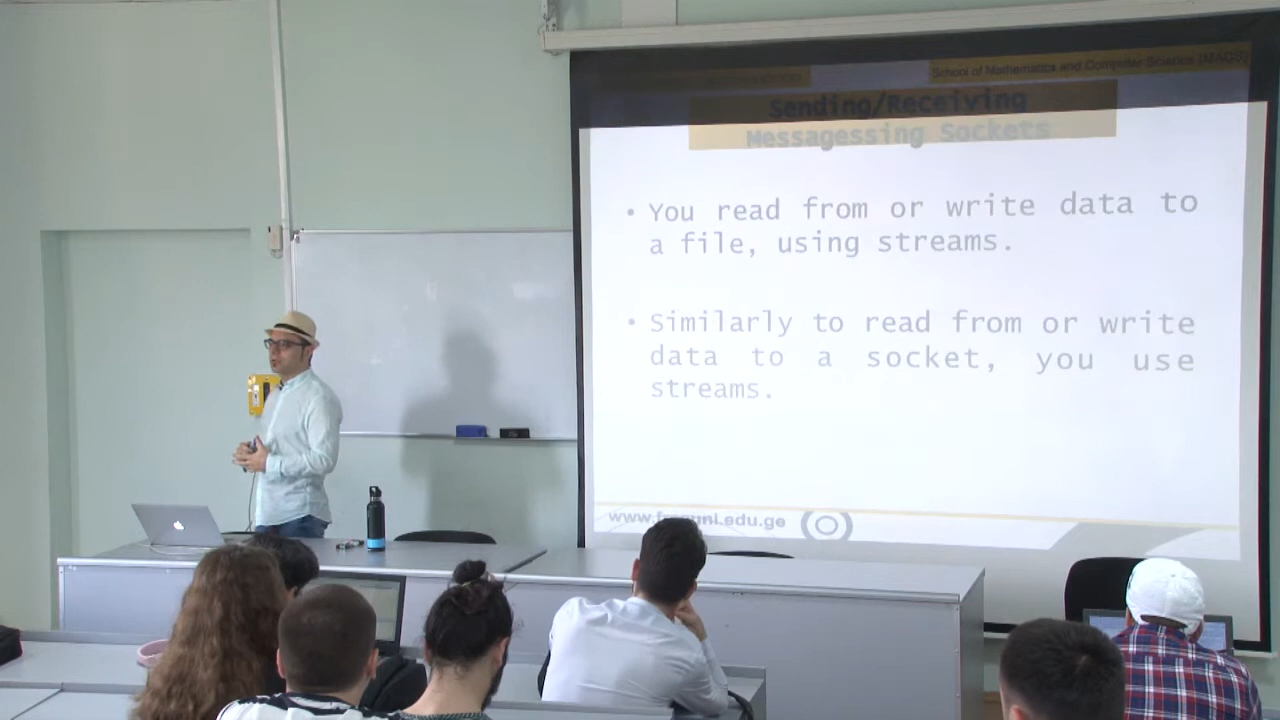 School of Mathematics and Computer Science (MACS)
Sending/Receiving
Messagessing Sockets
• You read from or write data to
a file, using streams.
• Similarly to read from or write
data to a socket, you use
streams.